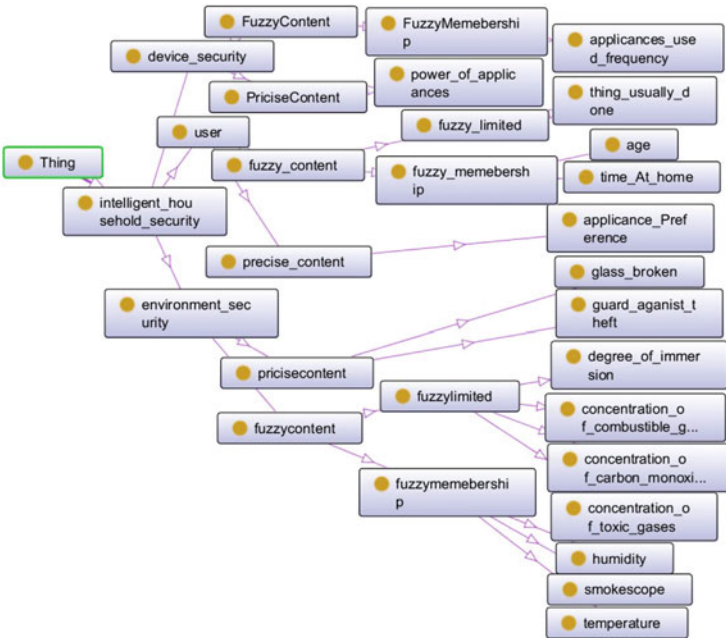 FuzzyContent
FuzzyMemebershi
p
applicances_use
d_frequency
device_security
power_of_applic
ances
PriciseContent
thing_usually_d
one
user
fuzzy_limited
age
Thing
fuzzy_content
fuzzy_memebersh
ip
time_At_home
intelligent_hou
sehold_security
applicance_Pref
erence
precise_content
glass_broken
environment_sec
urity
guard_aganist_t
heft
pricisecontent
degree_of_immer
sion
fuzzylimited
concentration_o
f_combustible_g...
fuzzycontent
concentration_o
f_carbon_monoxi...
fuzzymemebershi
p
concentration_o
f_toxic_gases
humidity
smokescope
temperature